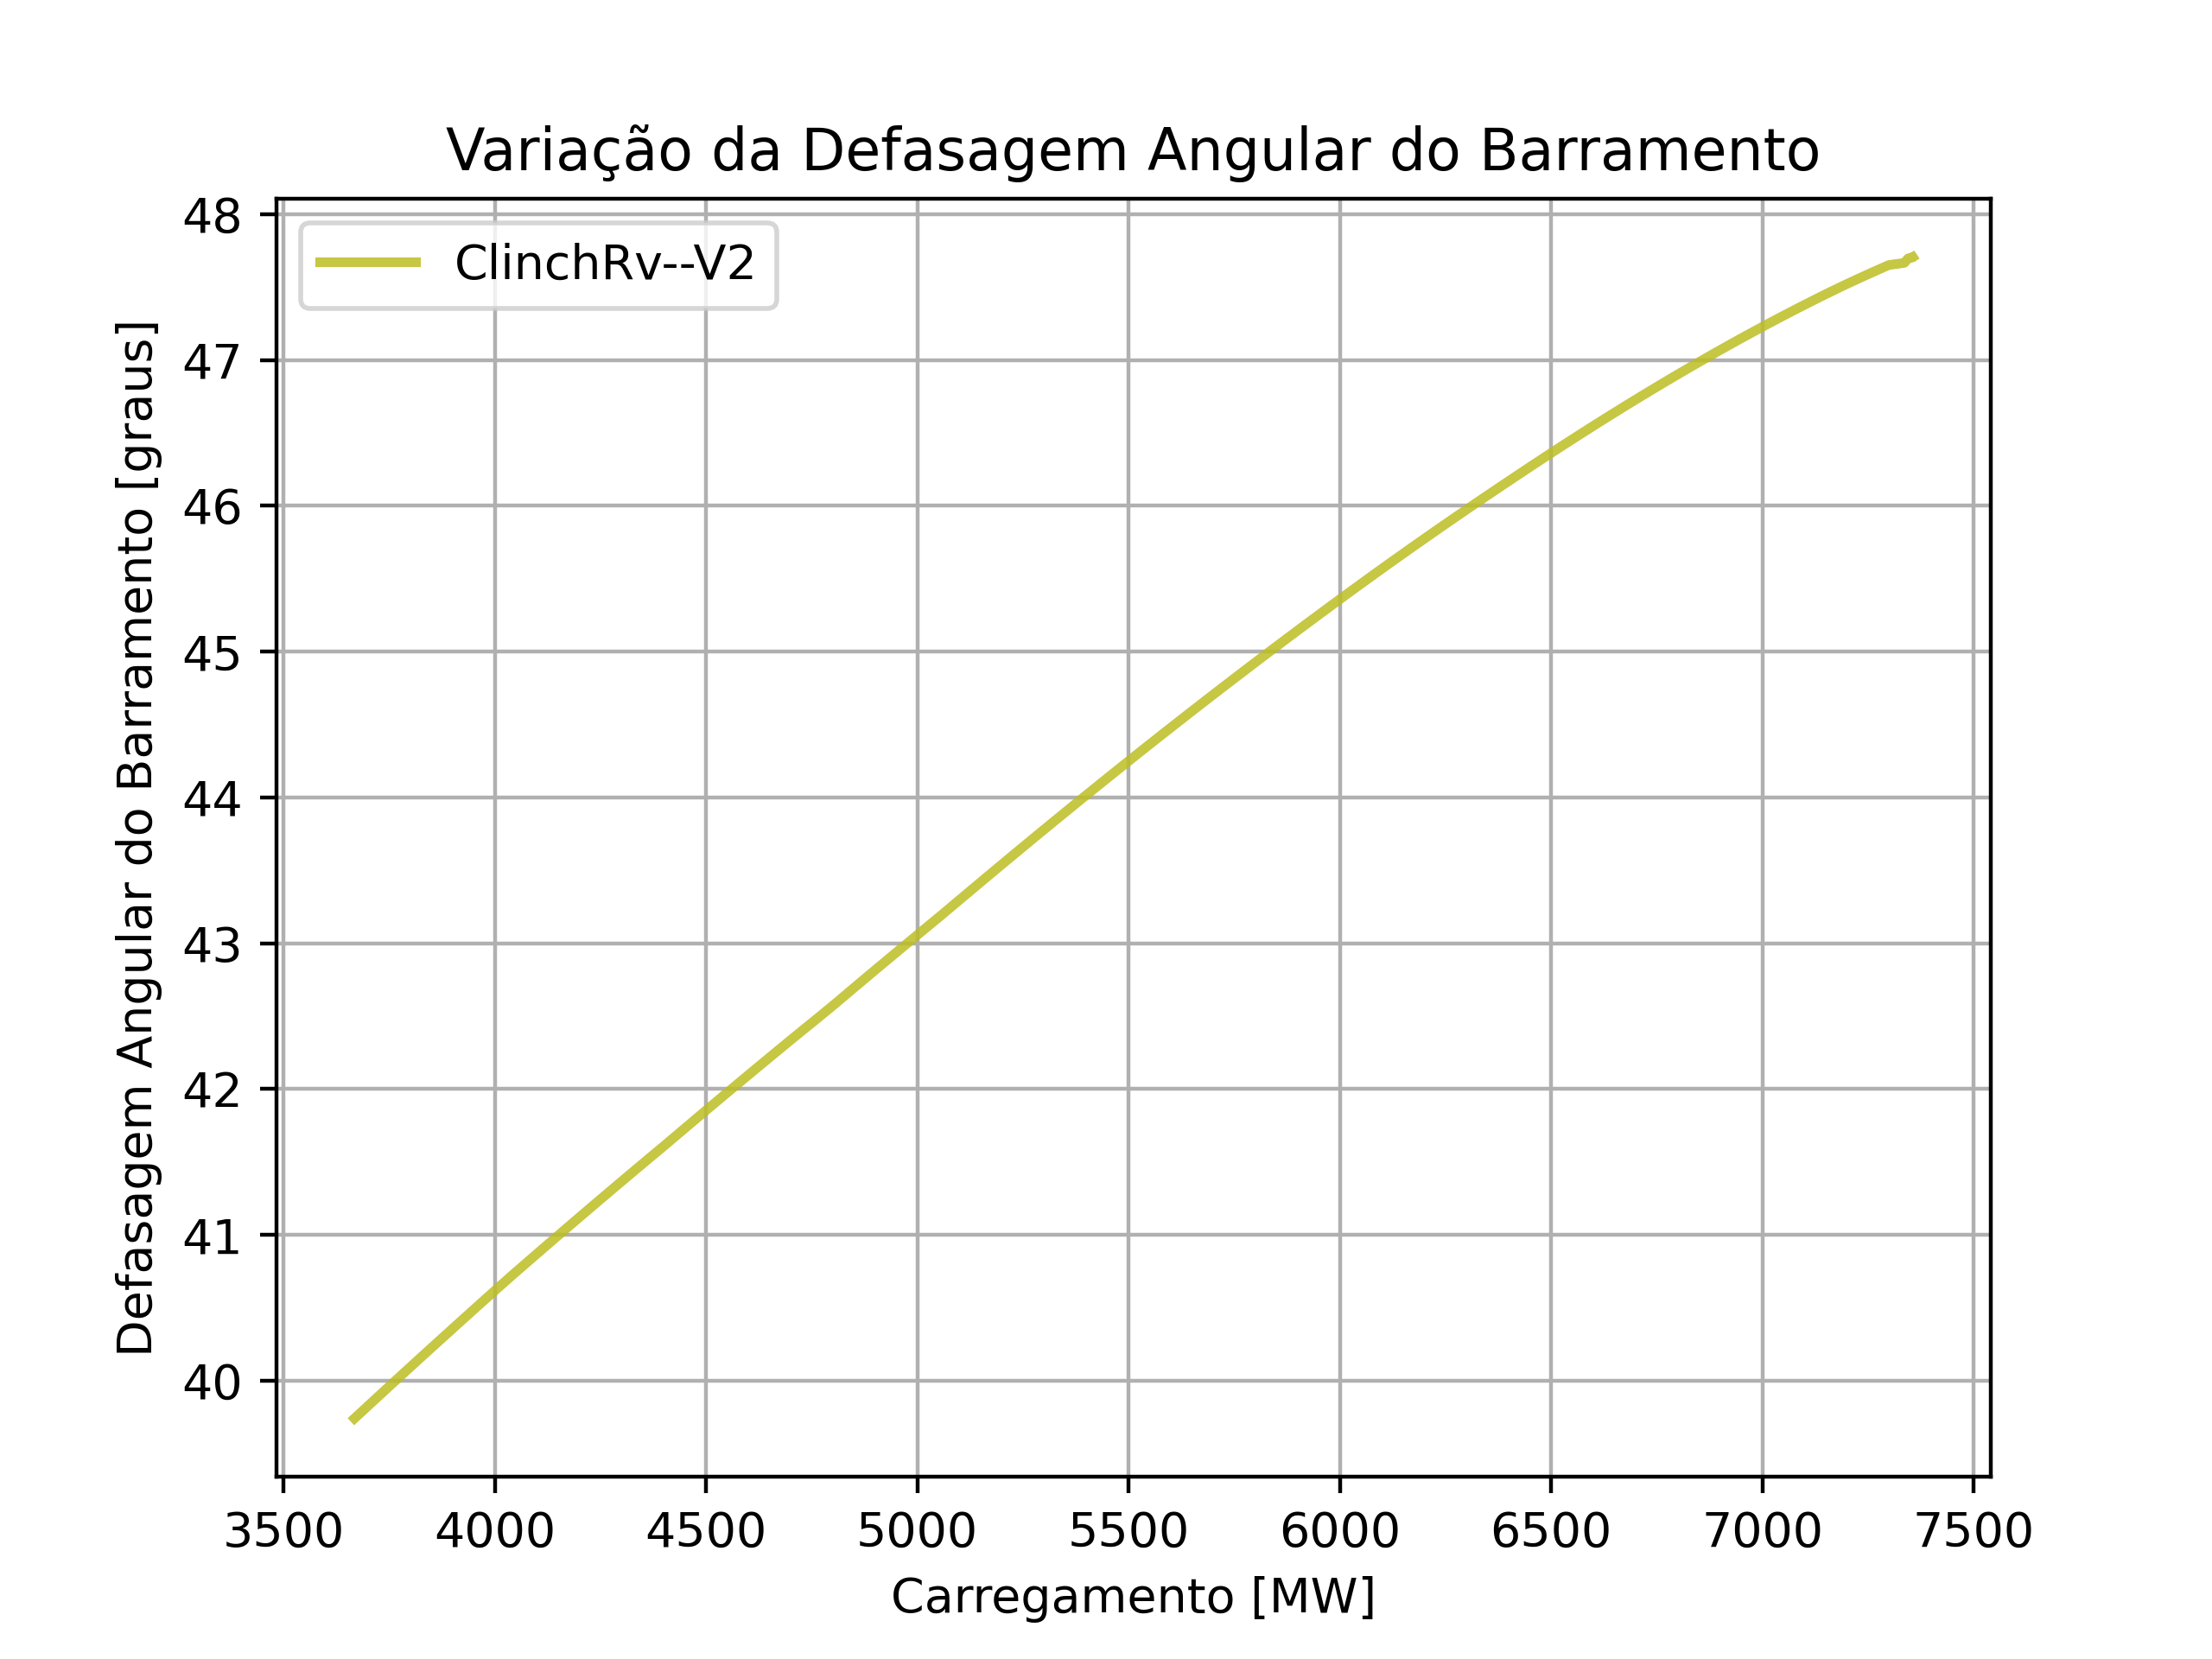 Variação da Defasagem Angular do Barramento
ClinchRv--V2
Defasagem Angular do Barramento [graus]
48
47
46
45
44
43
42
41
40
3500 4000 4500 5000 5500 6000 6500 7000 7500
Carregamento [MW]